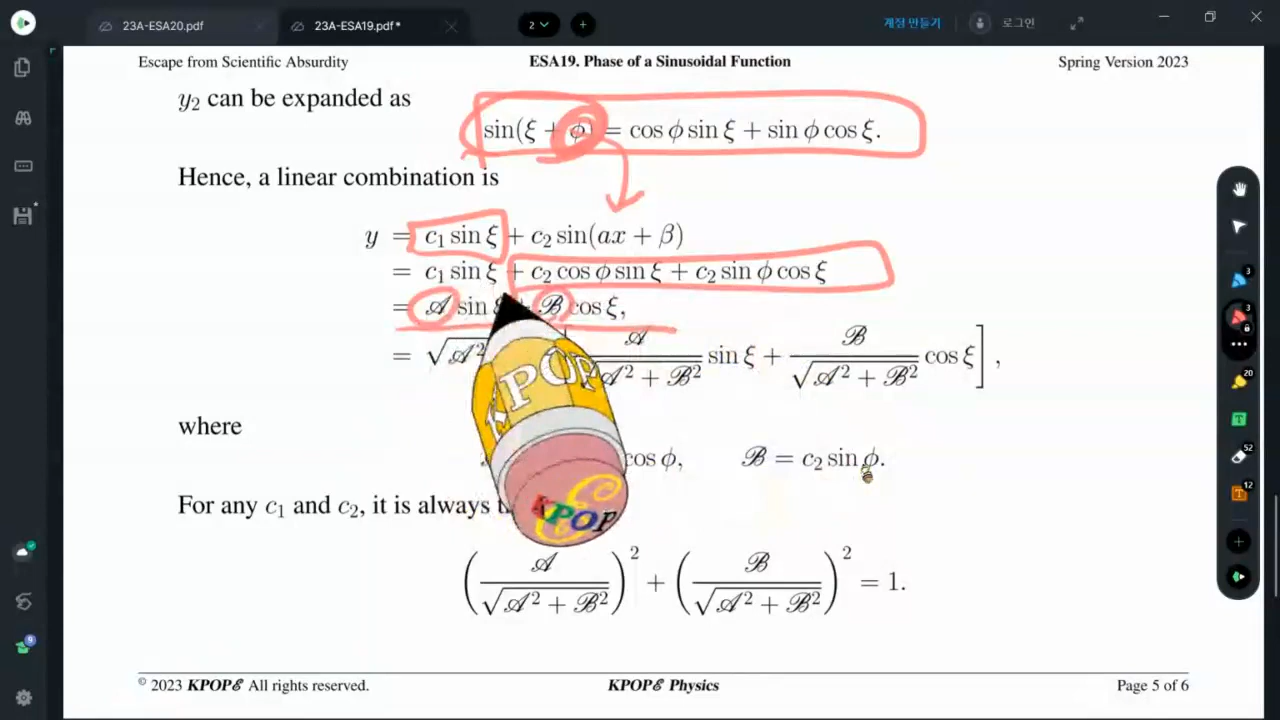 23A-ESA20.pdf
23A-ESA19.pdf*
2
계정 만들기
로그인
Escape from Scientific Absurdity
ESA19. Phase of a Sinusoidal Function
Spring Version 2023
y₂ can be expanded as
sin(ξ + ϕ) = cos ϕ sin ξ + sin ϕ cos ξ.
Hence, a linear combination is
y = c₁ sin ξ + c₂ sin(ax + β)
= c₁ sin ξ + c₂ cos ϕ sin ξ + c₂ sin ϕ cos ξ
= 𝒜 sin ℬ cos ξ,
= √𝒜² 𝒜/√𝒜² + ℬ² sin ξ + ℬ/√𝒜² + ℬ² cos ξ],
where
cos ϕ, ℬ = c₂ sin ϕ.
For any c₁ and c₂, it is always
(𝒜/√𝒜² + ℬ²)² + (ℬ/√𝒜² + ℬ²)² = 1.
KPOP
KPOPE
© 2023 KPOPℰ All rights reserved.
KPOPℰ Physics
Page 5 of 6
3
3
20
52
12
9